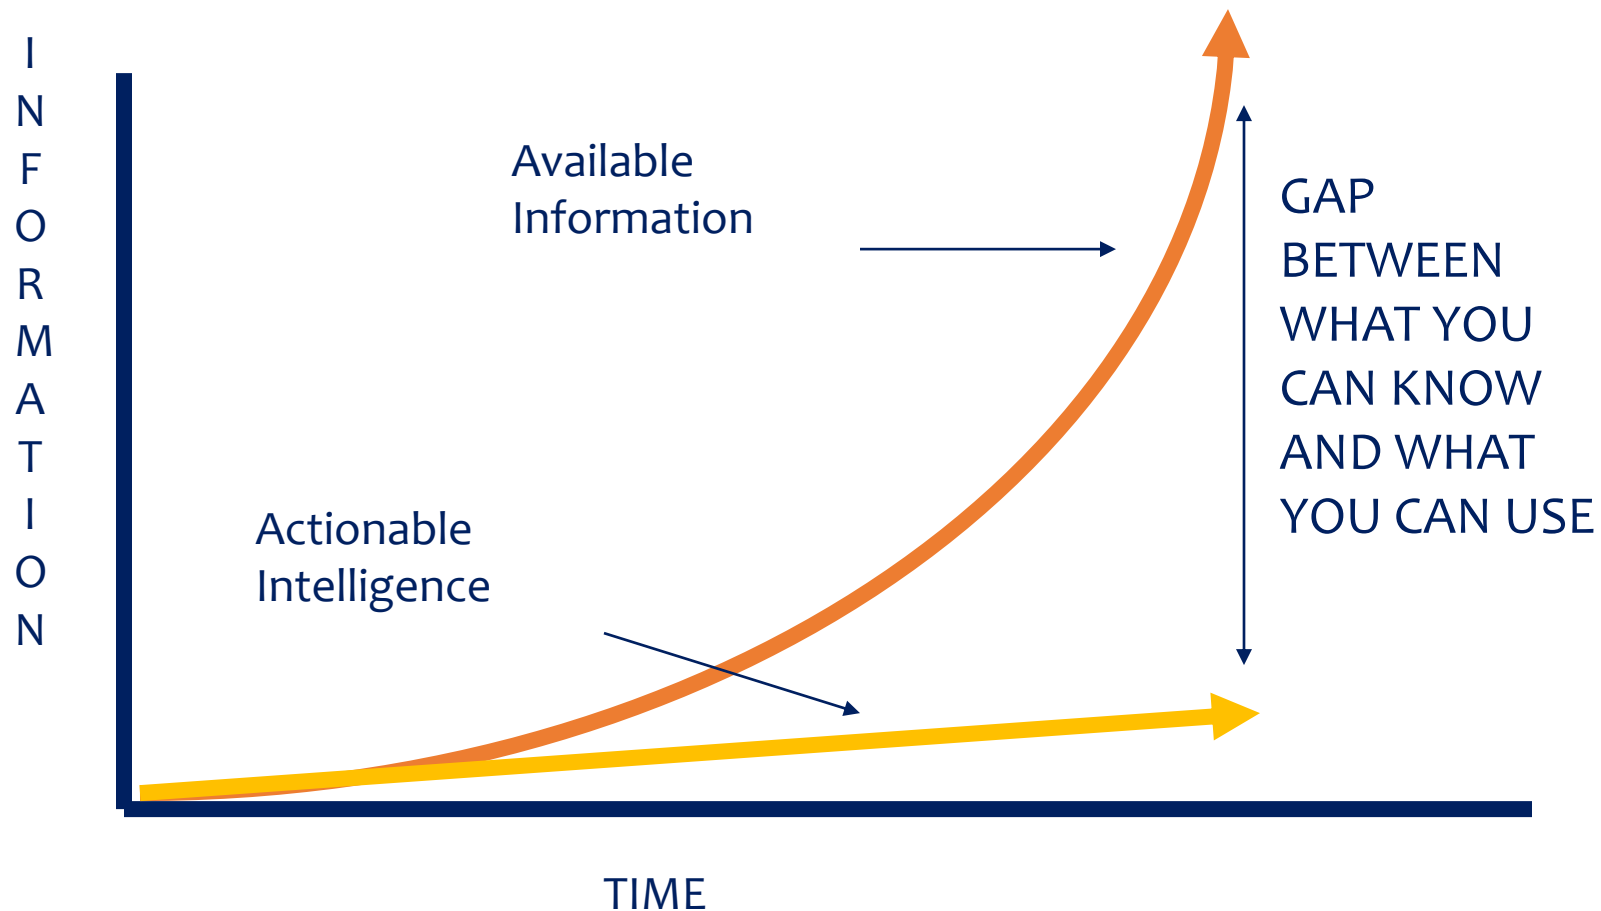 INFORMATION
Available
Information
Actionable
Intelligence
GAP
BETWEEN
WHAT YOU
CAN KNOW
AND WHAT
YOU CAN USE
TIME